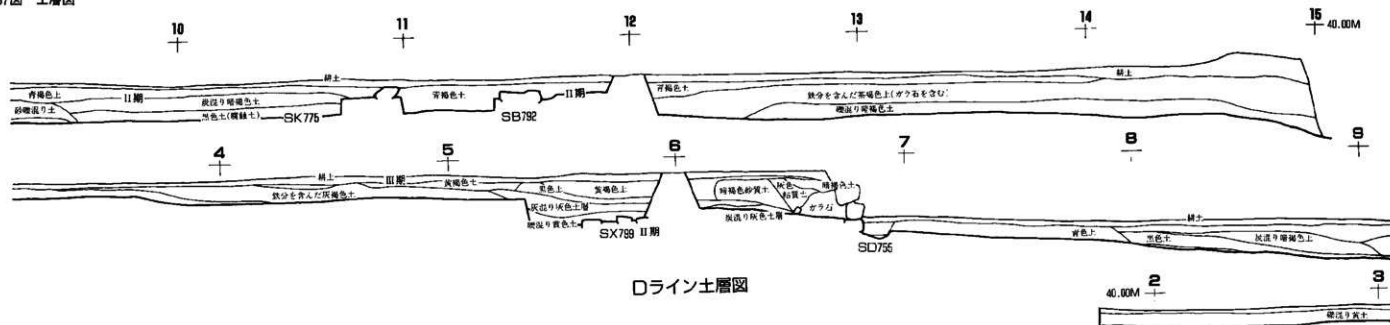 土層図
10 11 12 13 14 15 40.00M
耕土 耕土
青褐色土 II期 炭混り暗褐色土 青褐色土 II期 青褐色土 鉄分を含んだ茶褐色土(ガラ石を含む)
砂礫混り土 黒色土(腐蝕土) SK775 SB792 礫混り暗褐色土
4 5 6 7 8 9
耕土 III期 黄褐色土 黒色土 黄褐色土 暗褐色砂質土 灰色粘質土 暗褐色土
鉄分を含んだ灰褐色土 灰混り灰色土層 ガラ石 耕土
礫混り黄色土 SX799 II期 炭混り灰色土層 SD755 青色土 黒色土 灰混り暗褐色土
Dライン土層図
40.00M 2 3
礫混り黄土